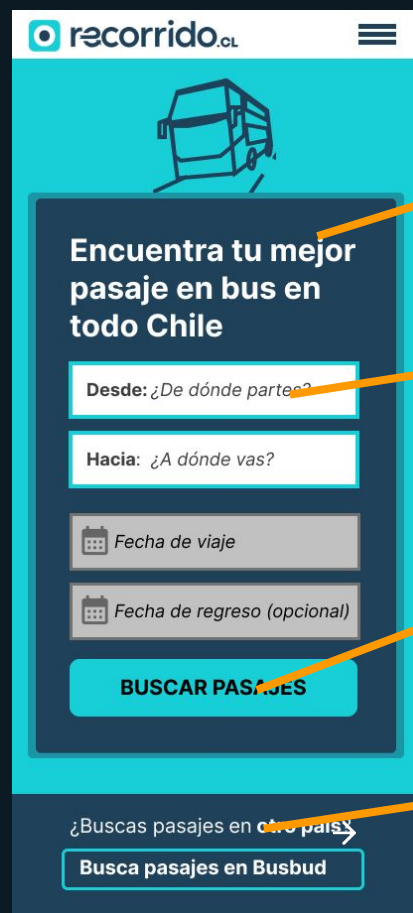 recorrido.cl
Encuentra tu mejor
pasaje en bus en
todo Chile
Desde: ¿De dónde partes?
Hacia: ¿A dónde vas?
Fecha de viaje
Fecha de regreso (opcional)
BUSCAR PASAJES
¿Buscas pasajes en otro país?
Busca pasajes en Busbud